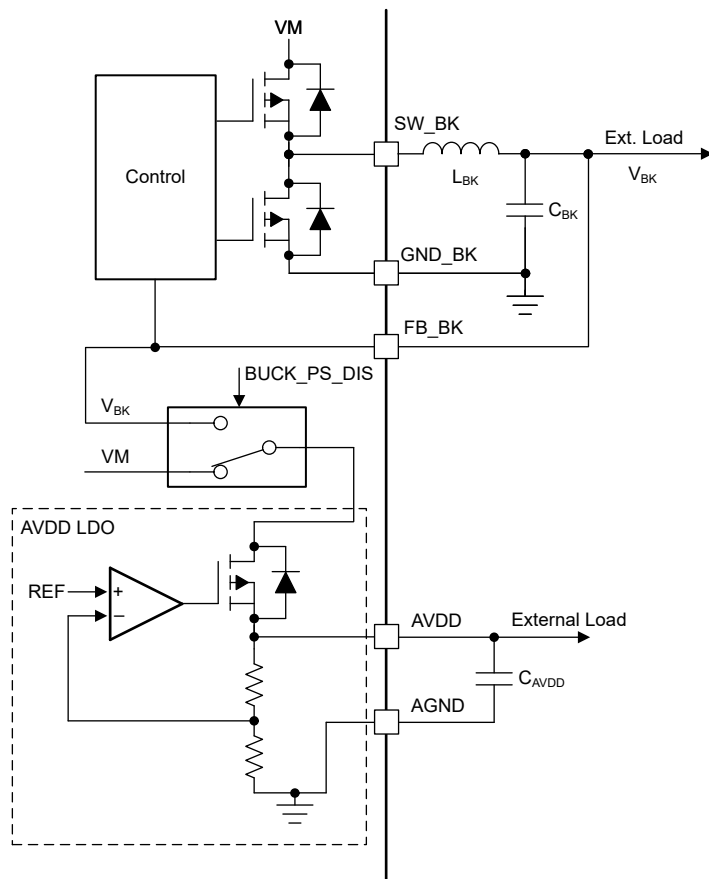 VM
SW_BK
Ext. Load
Control
L_BK
V_BK
C_BK
GND_BK
FB_BK
BUCK_PS_DIS
V_BK
VM
AVDD LDO
REF
+
−
AVDD
External Load
C_AVDD
AGND